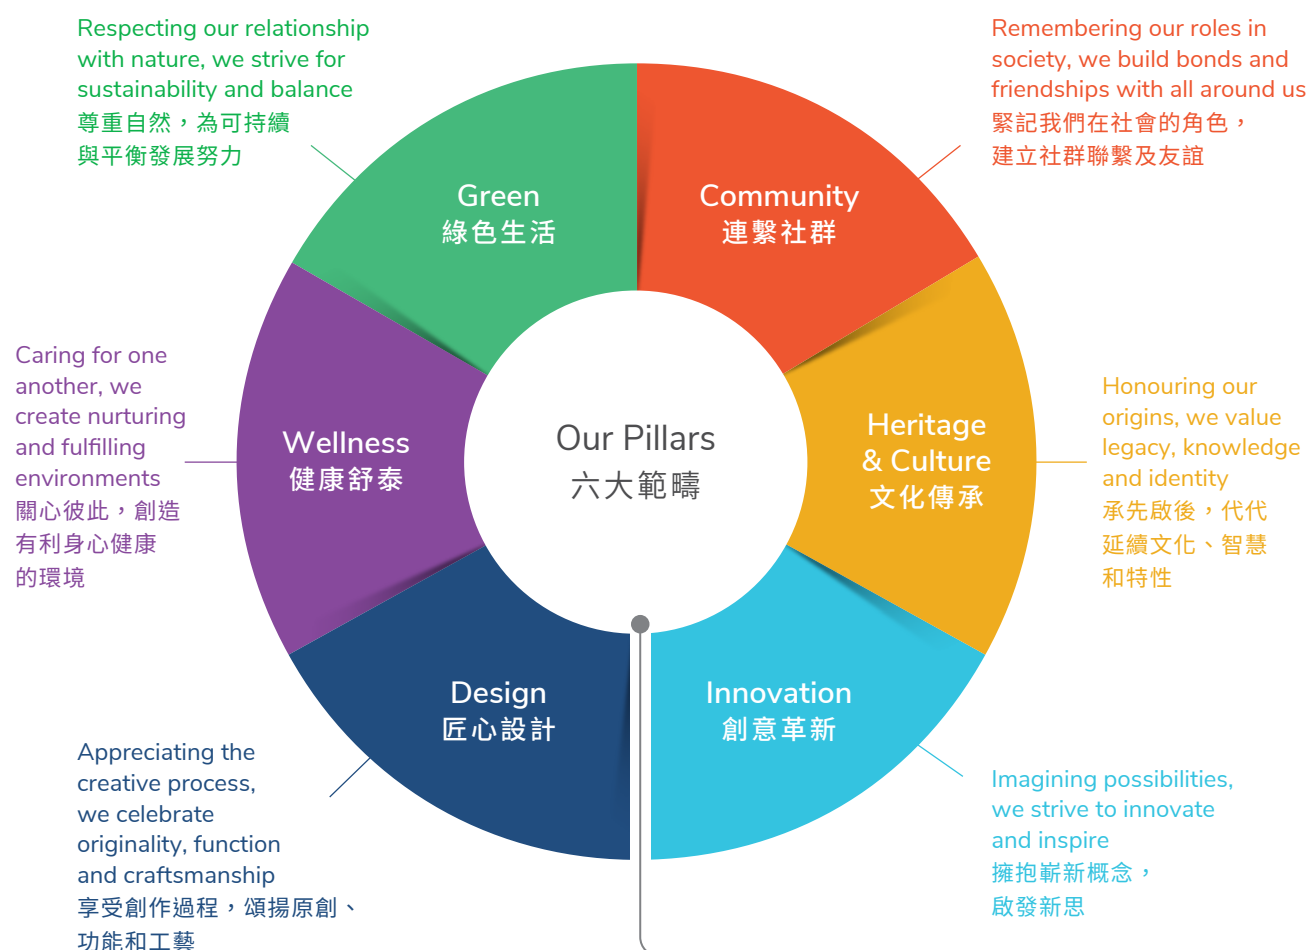 Respecting our relationship
with nature, we strive for
sustainability and balance
尊重自然，為可持續
與平衡發展努力
Remembering our roles in
society, we build bonds and
friendships with all around us
緊記我們在社會的角色，
建立社群聯繫及友誼
Green
綠色生活
Community
連繫社群
Caring for one
another, we
create nurturing
and fulfilling
environments
關心彼此，創造
有利身心健康
的環境
Wellness
健康舒泰
Our Pillars
六大範疇
Heritage
& Culture
文化傳承
Honouring our
origins, we value
legacy, knowledge
and identity
承先啟後，代代
延續文化、智慧
和特性
Design
匠心設計
Innovation
創意革新
Appreciating the
creative process,
we celebrate
originality, function
and craftsmanship
享受創作過程，頌揚原創、
功能和工藝
Imagining possibilities,
we strive to innovate
and inspire
擁抱嶄新概念，
啟發新思